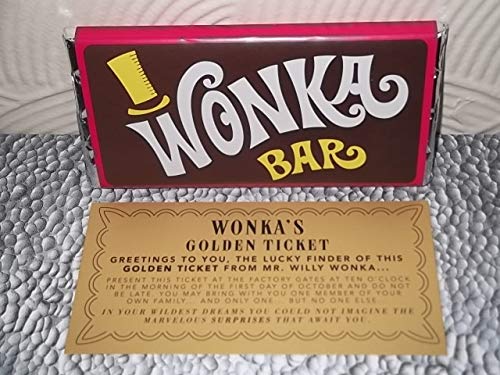 WONKA
BAR
WONKA'S
GOLDEN TICKET
GREETINGS TO YOU, THE LUCKY FINDER OF THIS
GOLDEN TICKET FROM MR. WILLY WONKA...
PRESENT THIS TICKET AT THE FACTORY GATES AT TEN O'CLOCK
IN THE MORNING OF THE FIRST DAY OF OCTOBER AND DO NOT
BE LATE. YOU MAY BRING WITH YOU ONE MEMBER OF YOUR
OWN FAMILY... AND ONLY ONE... BUT NO ONE ELSE...
IN YOUR WILDEST DREAMS YOU COULD NOT IMAGINE THE
MARVELOUS SURPRISES THAT AWAIT YOU.